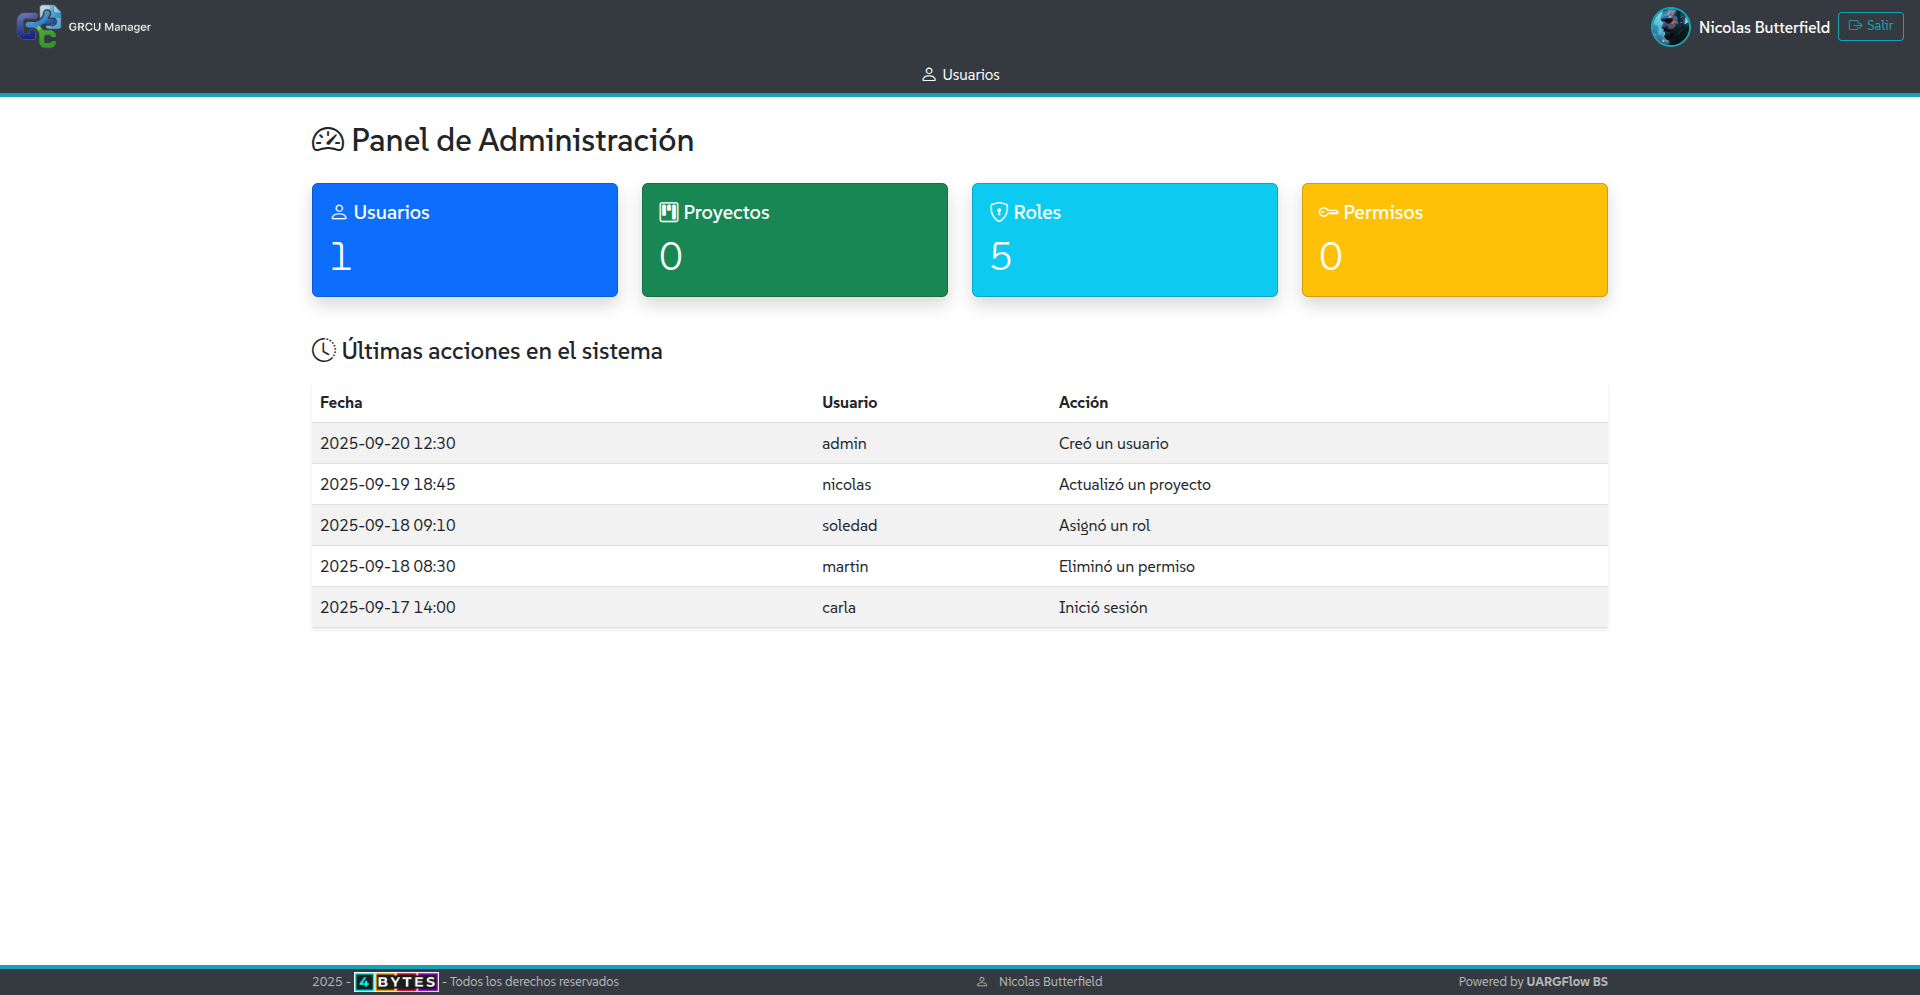 GRCU Manager
Nicolas Butterfield
Salir
Usuarios
Panel de Administración
Usuarios
1
Proyectos
0
Roles
5
Permisos
0
Últimas acciones en el sistema
Fecha Usuario Acción
2025-09-20 12:30 admin Creó un usuario
2025-09-19 18:45 nicolas Actualizó un proyecto
2025-09-18 09:10 soledad Asignó un rol
2025-09-18 08:30 martin Eliminó un permiso
2025-09-17 14:00 carla Inició sesión
2025 - 4 BYTES - Todos los derechos reservados
Nicolas Butterfield
Powered by UARGFlow BS